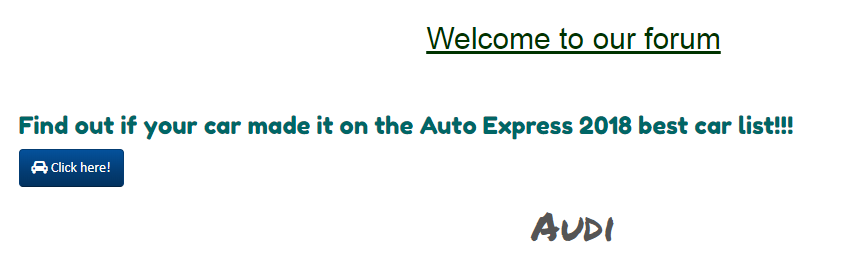 Welcome to our forum
Find out if your car made it on the Auto Express 2018 best car list!!!
Click here!
Audi